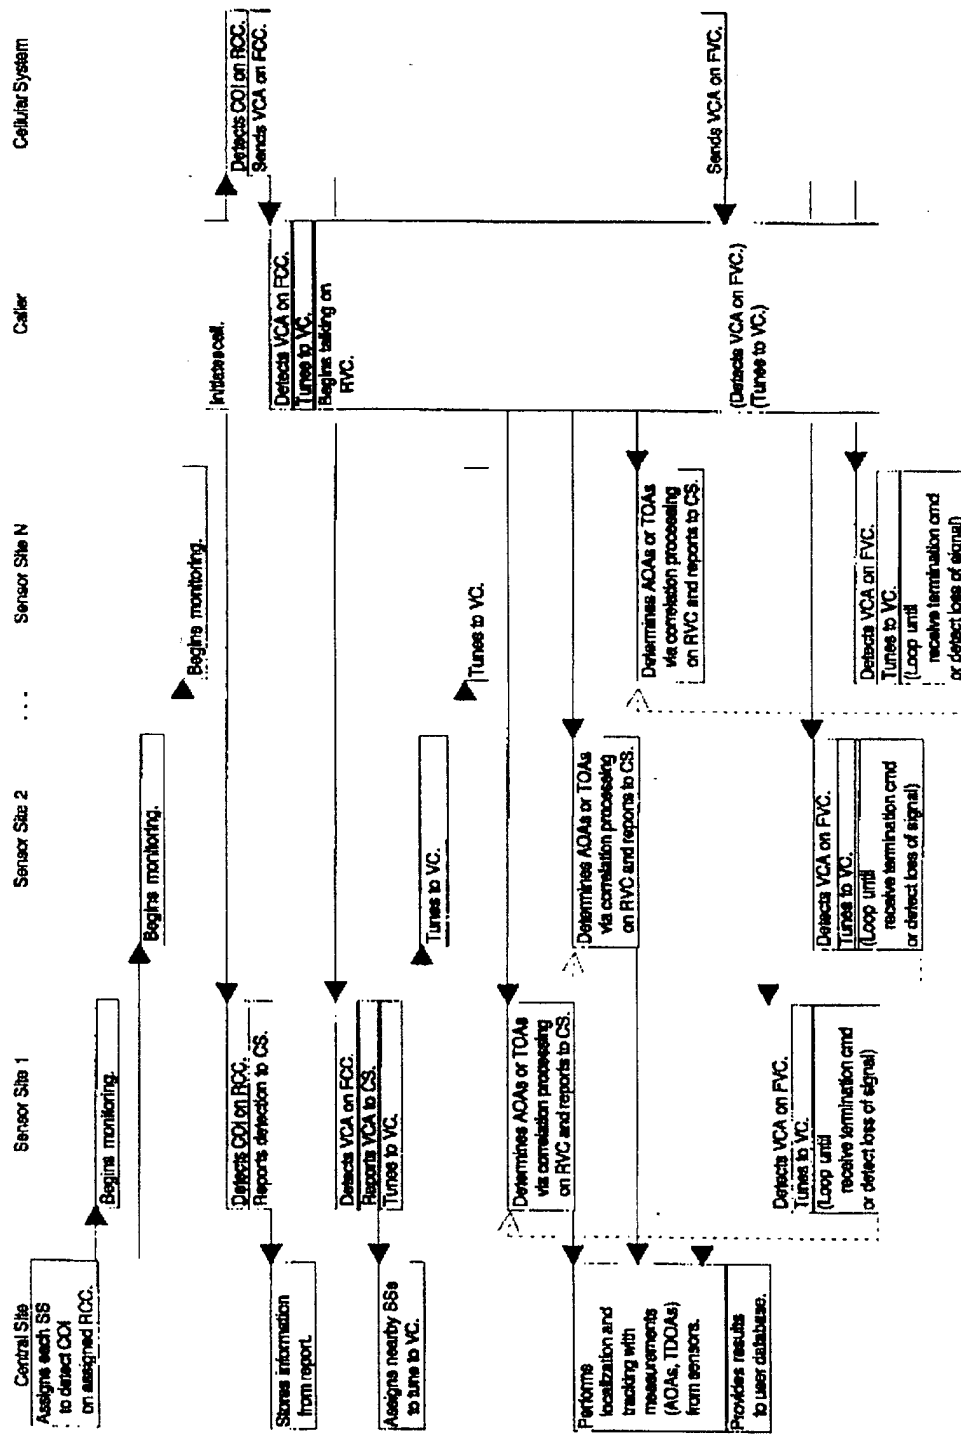 Central Site
Assigns each SS
to detect COI
on assigned RCC.
Stores information
from report.
Assigns nearby SSs
to tune to VC.
Performs
localization and
tracking with
measurements
(AOAs, TDOAs)
from sensors.
Provides results
to user database.
Sensor Site 1
Begins monitoring.
Detects COI on RCC.
Reports detection to CS.
Detects VCA on FCC.
Reports VCA to CS.
Tunes to VC.
Determines AOAs or TOAs
via correlation processing
on RVC and reports to CS.
Detects VCA on FVC.
Tunes to VC.
(Loop until
receive termination cmd
or detect loss of signal)
Sensor Site 2
Begins monitoring.
Tunes to VC.
Determines AOAs or TOAs
via correlation processing
on RVC and reports to CS.
Detects VCA on FVC.
Tunes to VC.
(Loop until
receive termination cmd
or detect loss of signal)
. . .
Sensor Site N
Begins monitoring.
Tunes to VC.
Determines AOAs or TOAs
via correlation processing
on RVC and reports to CS.
Detects VCA on FVC.
Tunes to VC.
(Loop until
receive termination cmd
or detect loss of signal)
Caller
Initiates call.
Detects VCA on FCC.
Tunes to VC.
Begins talking on
RVC.
(Detects VCA on FVC.)
(Tunes to VC.)
Cellular System
Detects COI on RCC.
Sends VCA on FCC.
Sends VCA on FVC.